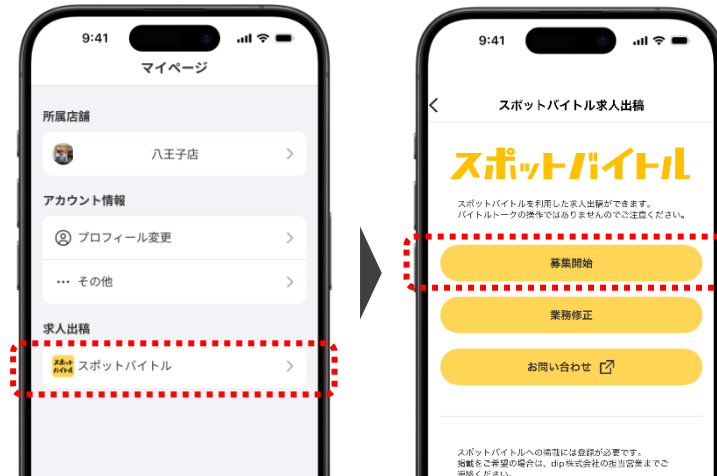 9:41
マイページ
所属店舗
八王子店
アカウント情報
プロフィール変更
その他
求人出稿
スポットバイトル
スポットバイトル
9:41
スポットバイトル求人出稿
スポットバイトル
スポットバイトルを利用した求人出稿ができます。
バイトルトークの操作ではありませんのでご注意ください。
募集開始
業務修正
お問い合わせ
スポットバイトルへの掲載には登録が必要です。
掲載をご希望の場合は、dip株式会社の担当営業までご
連絡ください。